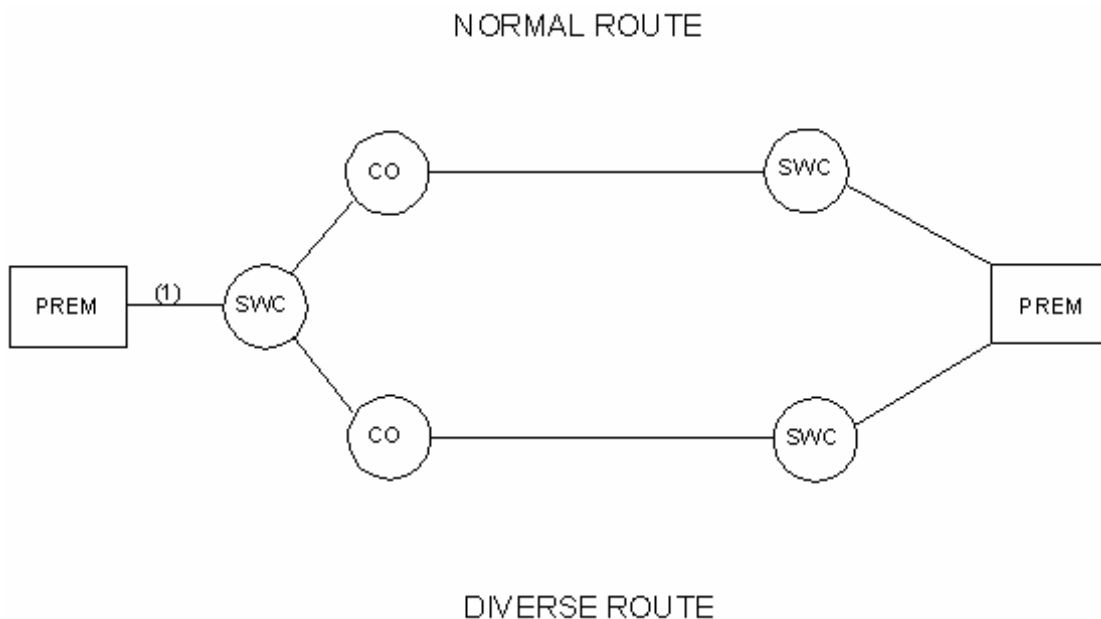 NORMAL ROUTE
CO
SWC
PREM
(1)
SWC
PREM
CO
SWC
DIVERSE ROUTE